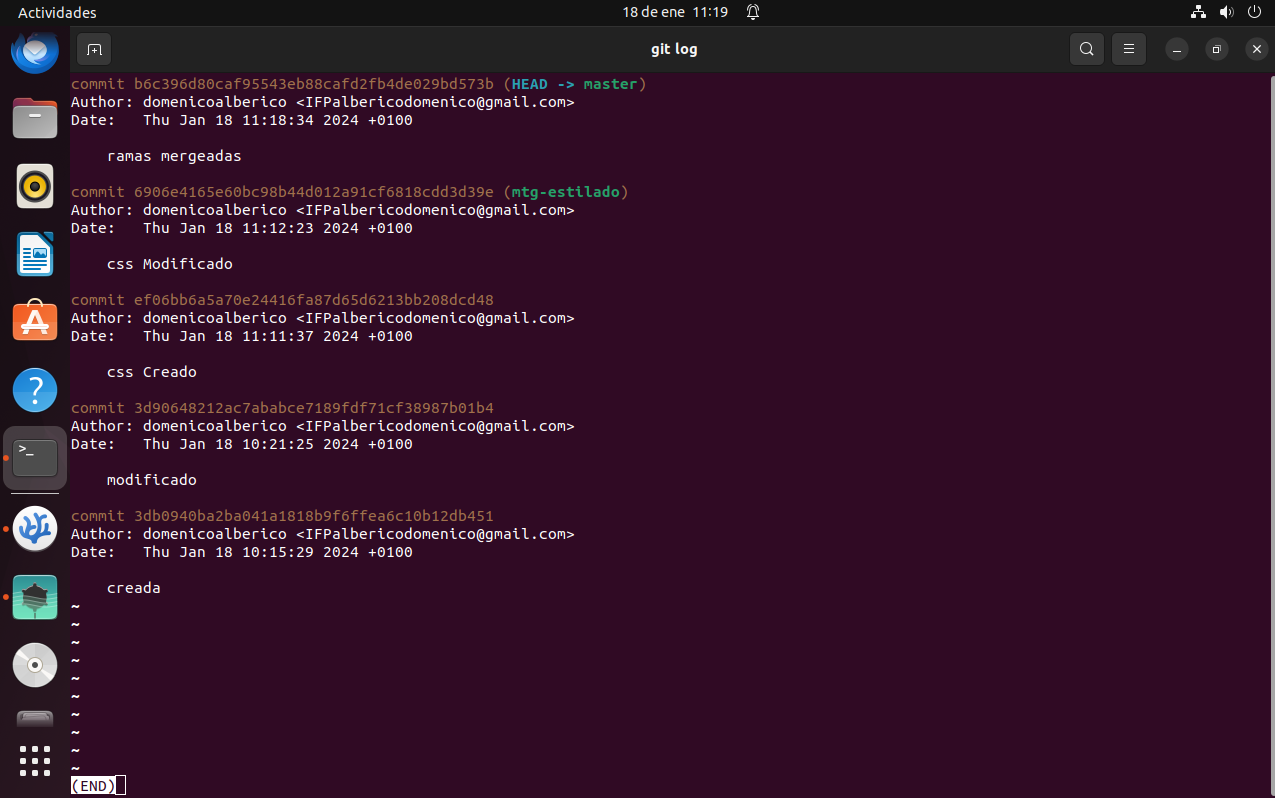 Actividades
18 de ene 11:19
git log
commit b6c396d80caf95543eb88cafd2fb4de029bd573b (HEAD -> master)
Author: domenicoalberico <IFPalbericodomenico@gmail.com>
Date:   Thu Jan 18 11:18:34 2024 +0100
ramas mergeadas
commit 6906e4165e60bc98b44d012a91cf6818cdd3d39e (mtg-estilado)
Author: domenicoalberico <IFPalbericodomenico@gmail.com>
Date:   Thu Jan 18 11:12:23 2024 +0100
css Modificado
commit ef06bb6a5a70e24416fa87d65d6213bb208dcd48
Author: domenicoalberico <IFPalbericodomenico@gmail.com>
Date:   Thu Jan 18 11:11:37 2024 +0100
css Creado
commit 3d90648212ac7ababce7189fdf71cf38987b01b4
Author: domenicoalberico <IFPalbericodomenico@gmail.com>
Date:   Thu Jan 18 10:21:25 2024 +0100
modificado
commit 3db0940ba2ba041a1818b9f6ffea6c10b12db451
Author: domenicoalberico <IFPalbericodomenico@gmail.com>
Date:   Thu Jan 18 10:15:29 2024 +0100
creada
~
~
~
~
~
~
~
~
~
~
(END)